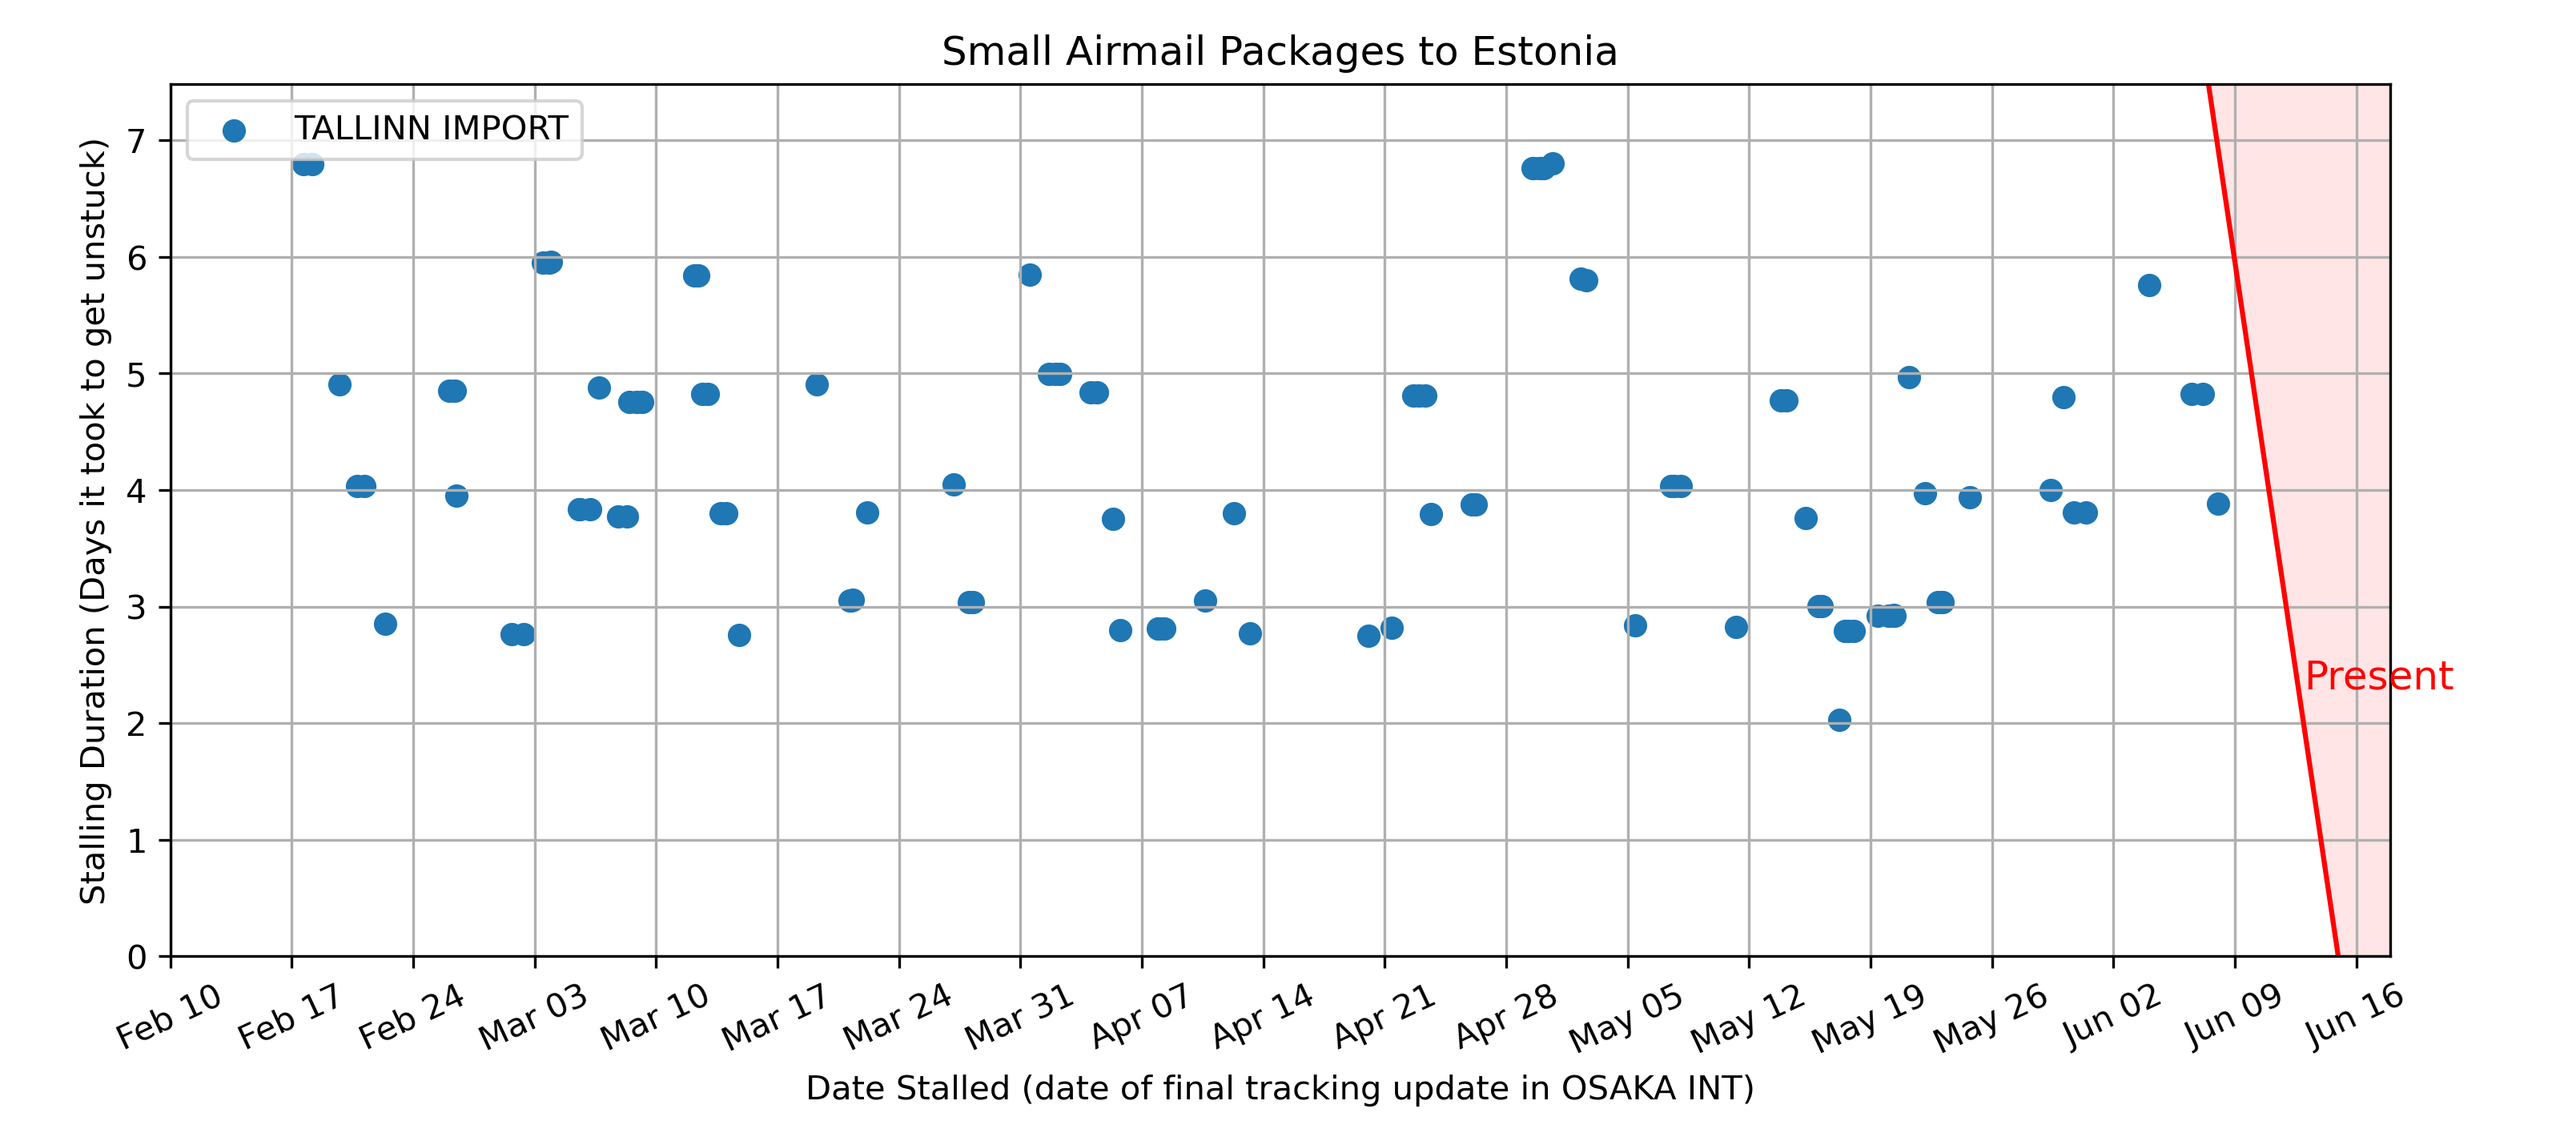 Small Airmail Packages to Estonia
TALLINN IMPORT
Stalling Duration (Days it took to get unstuck)
7
6
5
4
3
2
1
0
Present
Feb 10
Feb 17
Feb 24
Mar 03
Mar 10
Mar 17
Mar 24
Mar 31
Apr 07
Apr 14
Apr 21
Apr 28
May 05
May 12
May 19
May 26
Jun 02
Jun 09
Jun 16
Date Stalled (date of final tracking update in OSAKA INT)